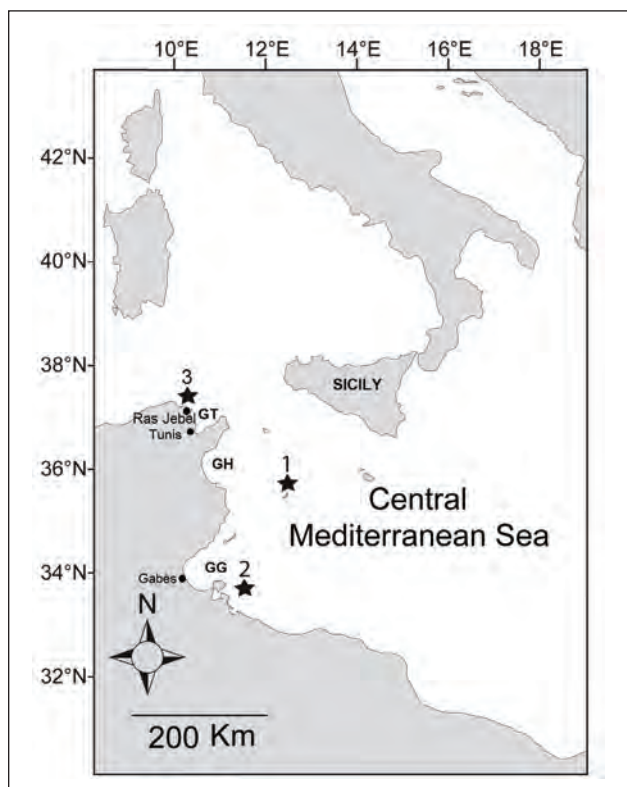 10°E 12°E 14°E 16°E 18°E
42°N
40°N
38°N
3
SICILY
GT
Ras Jebel
Tunis
36°N
GH
1
Central
Mediterranean Sea
34°N
GG
2
Gabès
N
32°N
200 Km